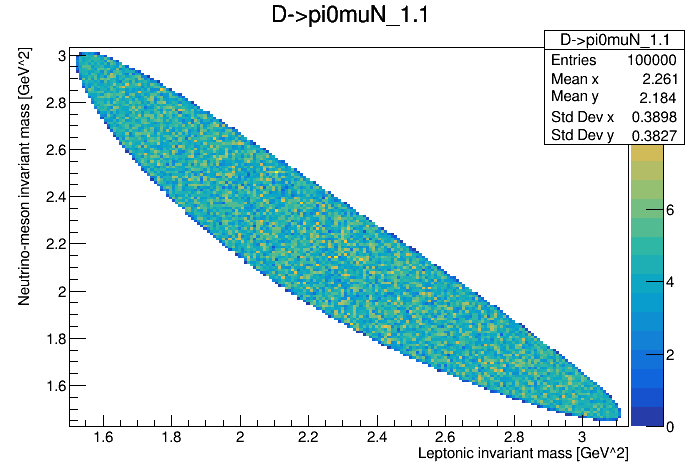 D->pi0muN_1.1
D->pi0muN_1.1
Entries 100000
Mean x 2.261
Mean y 2.184
Std Dev x 0.3898
Std Dev y 0.3827
Neutrino-meson invariant mass [GeV^2]
3
2.8
2.6
2.4
2.2
2
1.8
1.6
1.6 1.8 2 2.2 2.4 2.6 2.8 3
Leptonic invariant mass [GeV^2]
6
4
2
0